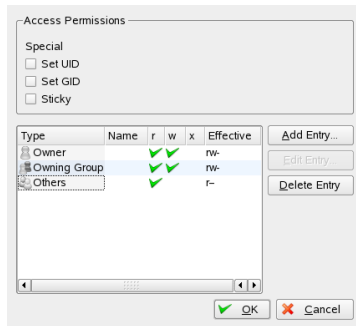 Access Permissions
Special
Set UID
Set GID
Sticky
Type Name r w x Effective
Owner rw-
Owning Group rw-
Others r--
Add Entry...
Edit Entry...
Delete Entry
OK Cancel